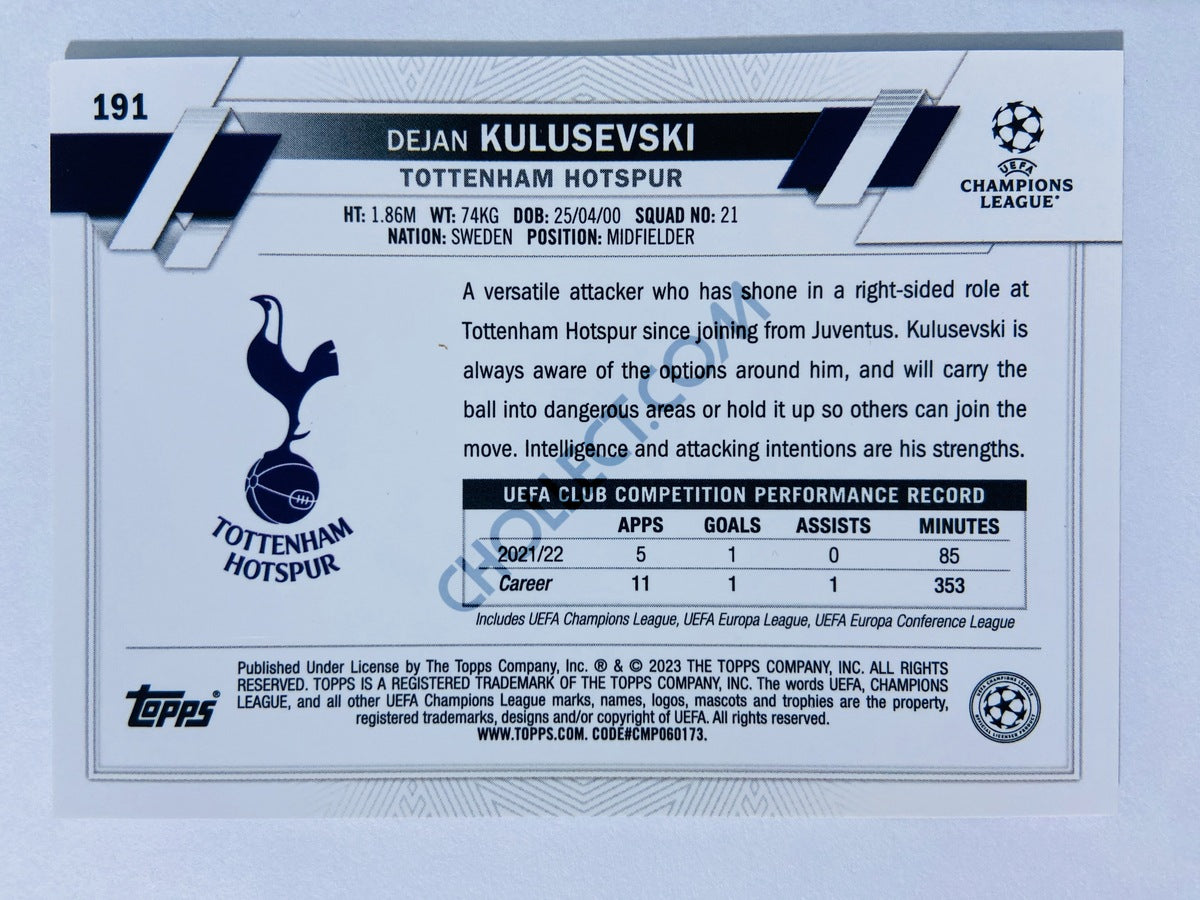 191
DEJAN KULUSEVSKI
TOTTENHAM HOTSPUR
HT: 1.86M WT: 74KG DOB: 25/04/00 SQUAD NO: 21
NATION: SWEDEN POSITION: MIDFIELDER
UEFA
CHAMPIONS
LEAGUE®
A versatile attacker who has shone in a right-sided role at
Tottenham Hotspur since joining from Juventus. Kulusevski is
always aware of the options around him, and will carry the
ball into dangerous areas or hold it up so others can join the
move. Intelligence and attacking intentions are his strengths.
TOTTENHAM
HOTSPUR
UEFA CLUB COMPETITION PERFORMANCE RECORD
APPS GOALS ASSISTS MINUTES
2021/22 5 1 0 85
Career 11 1 1 353
Includes UEFA Champions League, UEFA Europa League, UEFA Europa Conference League
CHOLLECT.COM
topps®
Published Under License by The Topps Company, Inc. ® & © 2023 THE TOPPS COMPANY, INC. ALL RIGHTS
RESERVED. TOPPS IS A REGISTERED TRADEMARK OF THE TOPPS COMPANY, INC. The words UEFA, CHAMPIONS
LEAGUE, and all other UEFA Champions League marks, names, logos, mascots and trophies are the property,
registered trademarks, designs and/or copyright of UEFA. All rights reserved.
WWW.TOPPS.COM. CODE#CMP060173.
UEFA CHAMPIONS LEAGUE
OFFICIAL LICENSED PRODUCT